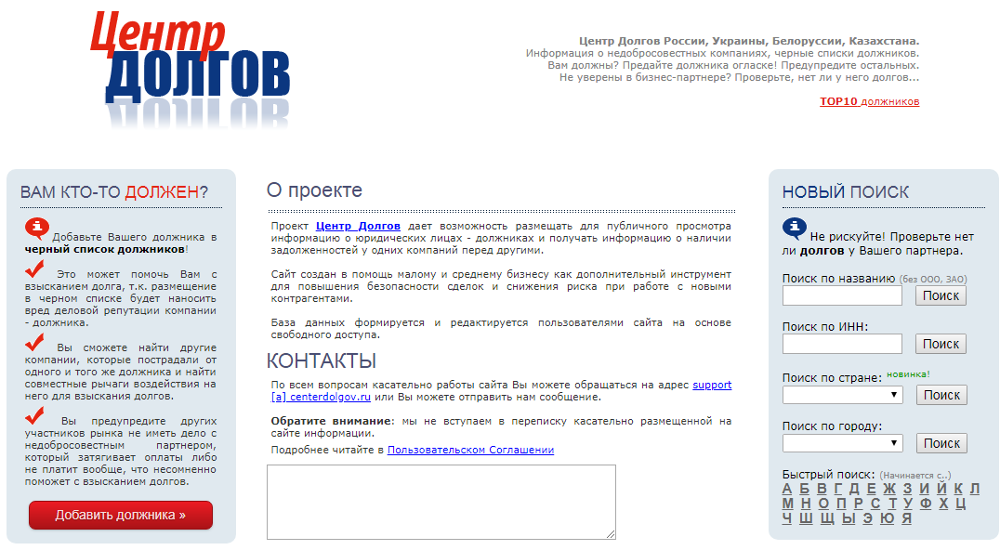 Центр
ДОЛГОВ
Центр Долгов России, Украины, Белоруссии, Казахстана.
Информация о недобросовестных компаниях, черные списки должников.
Вам должны? Предайте должника огласке! Предупредите остальных.
Не уверены в бизнес-партнере? Проверьте, нет ли у него долгов...
TOP10 должников
ВАМ КТО-ТО ДОЛЖЕН?
Добавьте Вашего должника в
черный список должников!
Это может помочь Вам с
взысканием долга, т.к. размещение
в черном списке будет наносить
вред деловой репутации компании
- должника.
Вы сможете найти другие
компании, которые пострадали от
одного и того же должника и найти
совместные рычаги воздействия на
него для взыскания долгов.
Вы предупредите других
участников рынка не иметь дело с
недобросовестным партнером,
который затягивает оплаты либо
не платит вообще, что несомненно
поможет с взысканием долгов.
Добавить должника »
О проекте
Проект Центр Долгов дает возможность размещать для публичного просмотра
информацию о юридических лицах - должниках и получать информацию о наличии
задолженностей у одних компаний перед другими.
Сайт создан в помощь малому и среднему бизнесу как дополнительный инструмент
для повышения безопасности сделок и снижения риска при работе с новыми
контрагентами.
База данных формируется и редактируется пользователями сайта на основе
свободного доступа.
КОНТАКТЫ
По всем вопросам касательно работы сайта Вы можете обращаться на адрес support
[a] centerdolgov.ru или Вы можете отправить нам сообщение.
Обратите внимание: мы не вступаем в переписку касательно размещенной на
сайте информации.
Подробнее читайте в Пользовательском Соглашении
НОВЫЙ ПОИСК
Не рискуйте! Проверьте нет
ли долгов у Вашего партнера.
Поиск по названию (без ООО, ЗАО)
Поиск
Поиск по ИНН:
Поиск
Поиск по стране: новинка!
Поиск
Поиск по городу:
Поиск
Быстрый поиск: (Начинается с..)
А Б В Г Д Е Ж З И Й К Л
М Н О П Р С Т У Ф Х Ц
Ч Ш Щ Ы Э Ю Я